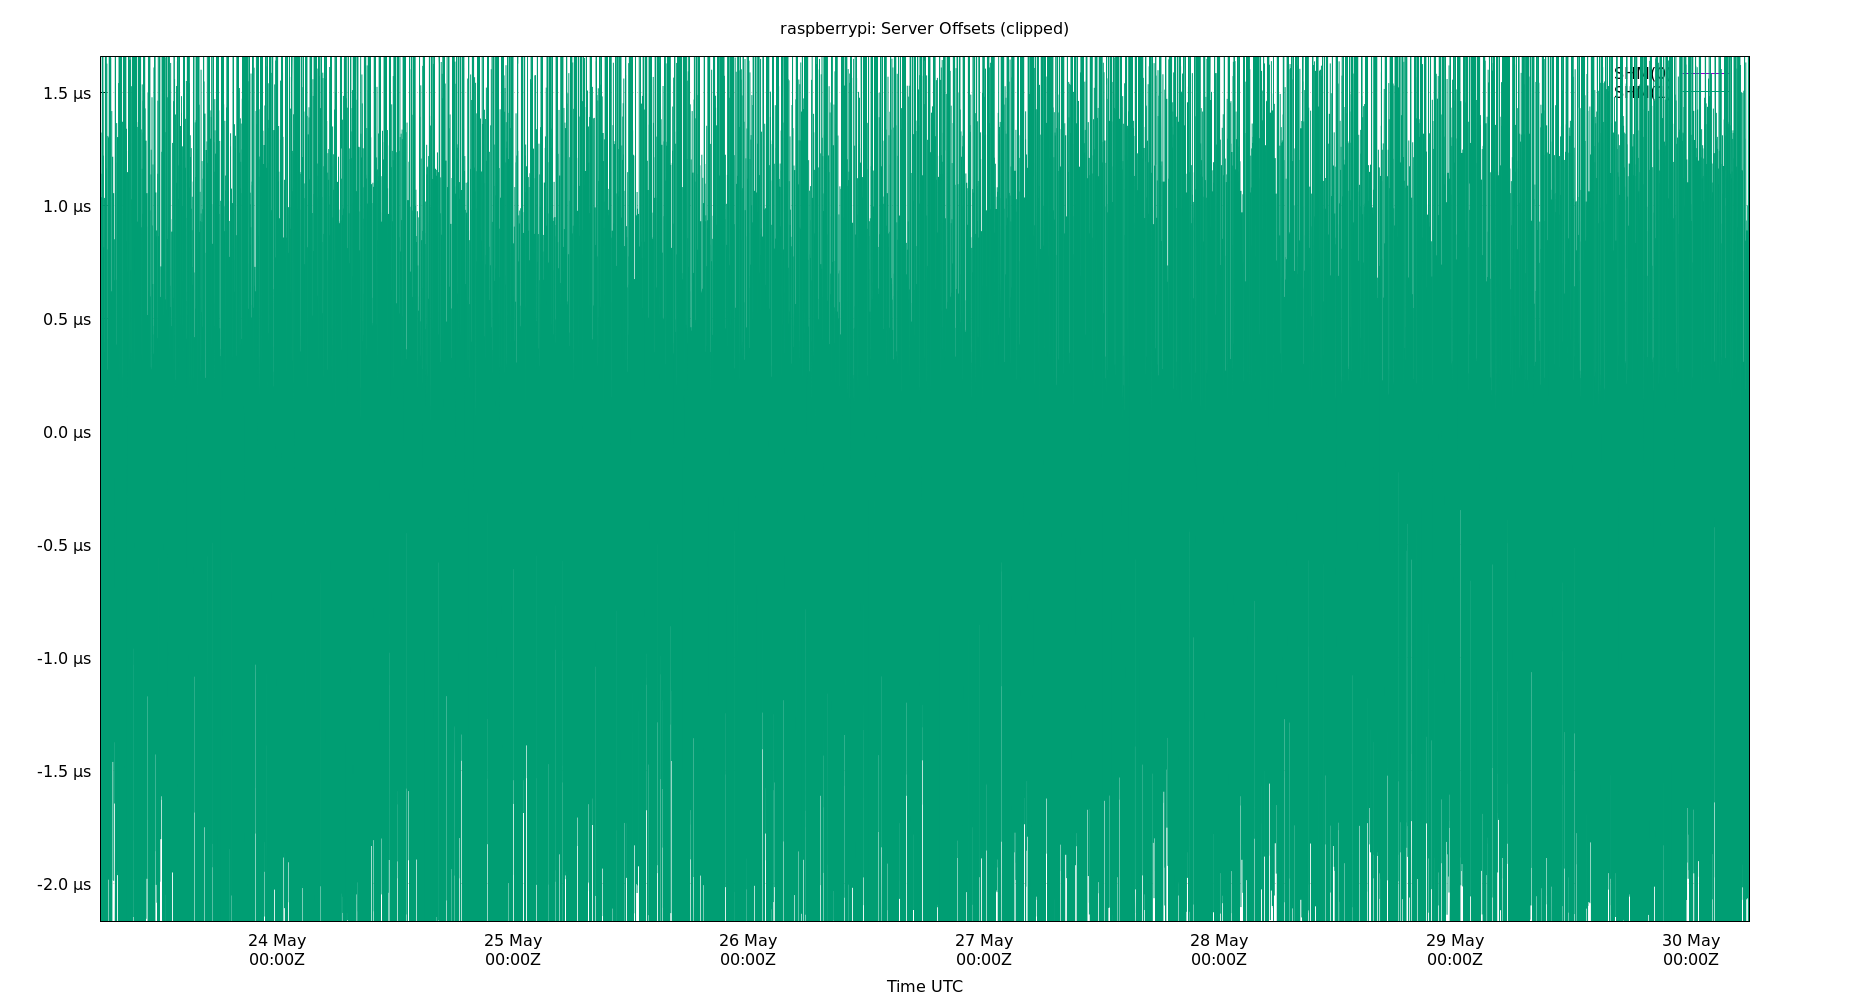 raspberrypi: Server Offsets (clipped)
1.5 µs
1.0 µs
0.5 µs
0.0 µs
-0.5 µs
-1.0 µs
-1.5 µs
-2.0 µs
24 May
00:00Z
25 May
00:00Z
26 May
00:00Z
27 May
00:00Z
28 May
00:00Z
29 May
00:00Z
30 May
00:00Z
Time UTC